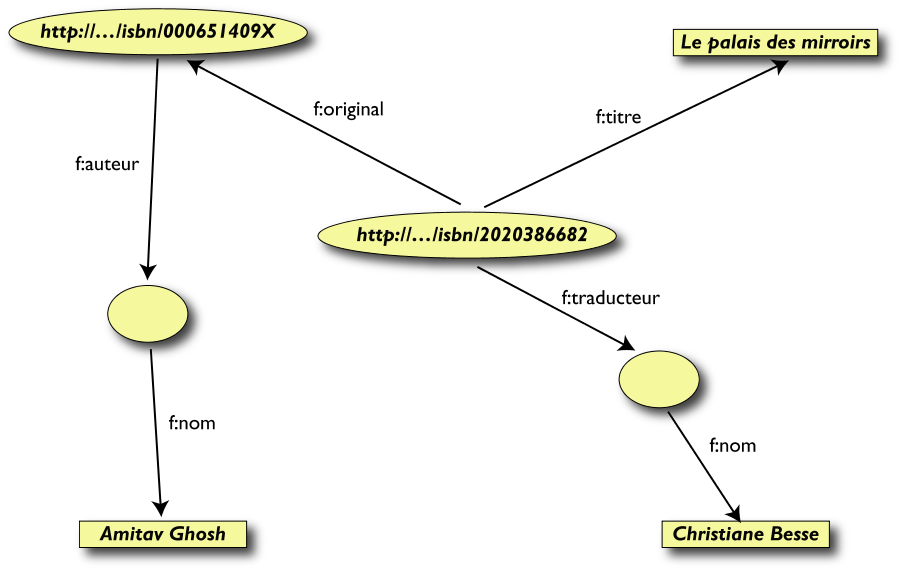 http://…/isbn/000651409X
Le palais des mirroirs
f:original
f:titre
f:auteur
http://…/isbn/2020386682
f:traducteur
f:nom
f:nom
Amitav Ghosh
Christiane Besse